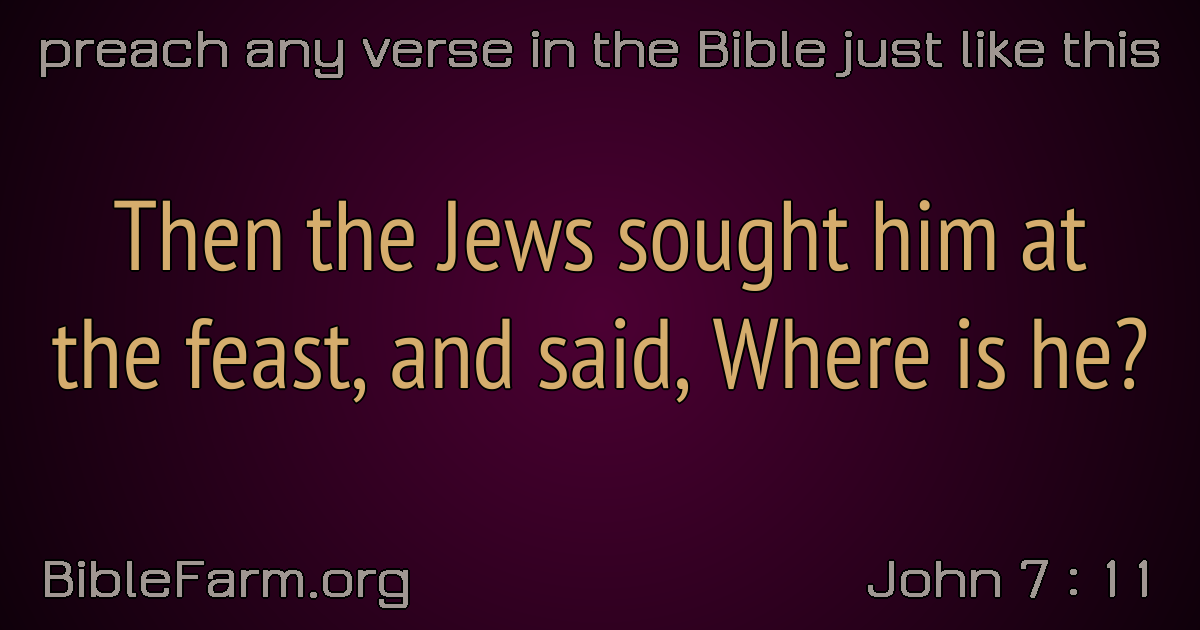 preach any verse in the Bible just like this
Then the Jews sought him at
the feast, and said, Where is he?
BibleFarm.org
John 7 : 11